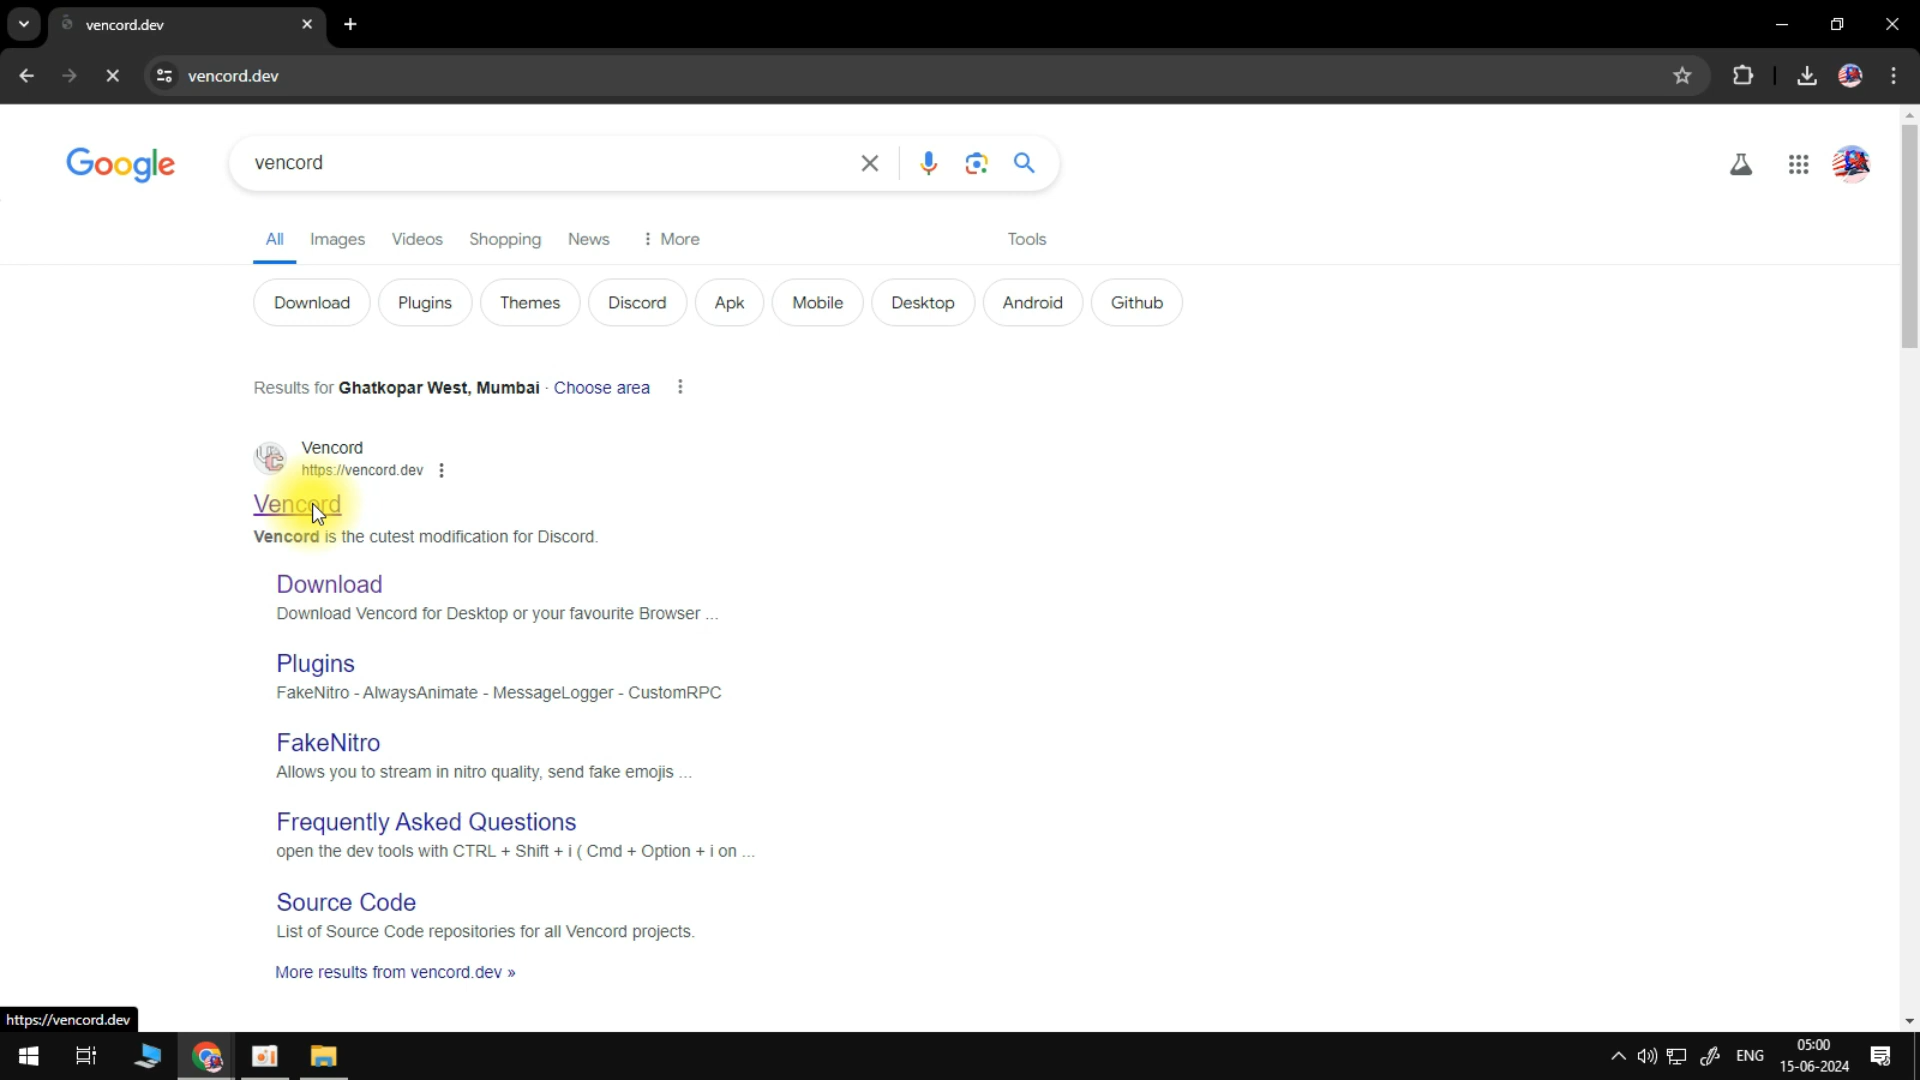 vencord.dev
vencord.dev
Google
vencord
All Images Videos Shopping News More Tools
Download Plugins Themes Discord Apk Mobile Desktop Android Github
Results for Ghatkopar West, Mumbai · Choose area
Vencord
https://vencord.dev
Vencord
Vencord is the cutest modification for Discord.
Download
Download Vencord for Desktop or your favourite Browser ...
Plugins
FakeNitro - AlwaysAnimate - MessageLogger - CustomRPC
FakeNitro
Allows you to stream in nitro quality, send fake emojis ...
Frequently Asked Questions
open the dev tools with CTRL + Shift + i ( Cmd + Option + i on ...
Source Code
List of Source Code repositories for all Vencord projects.
More results from vencord.dev »
https://vencord.dev
ENG
05:00
15-06-2024